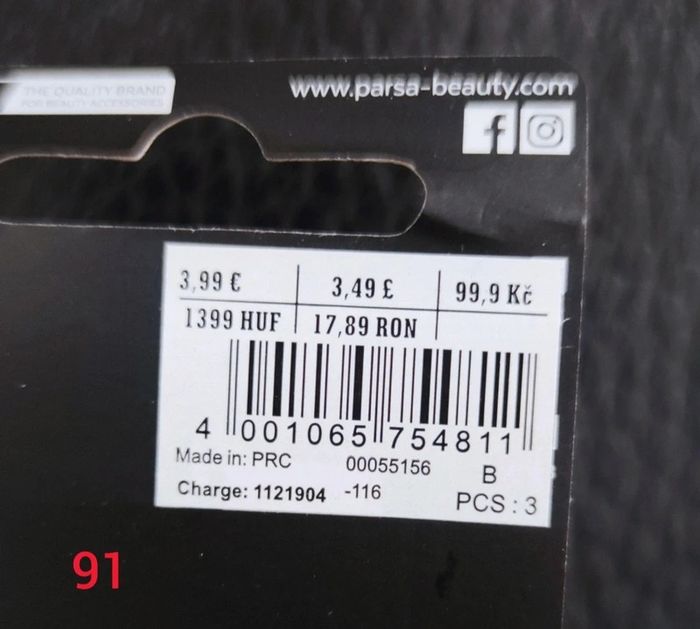 THE QUALITY BRAND
FOR BEAUTY ACCESSORIES
www.parsa-beauty.com
3,99 € 3,49 £ 99,9 Kč
1399 HUF 17,89 RON
4 001065 754811
Made in: PRC 00055156 B
Charge: 1121904 -116 PCS : 3
91